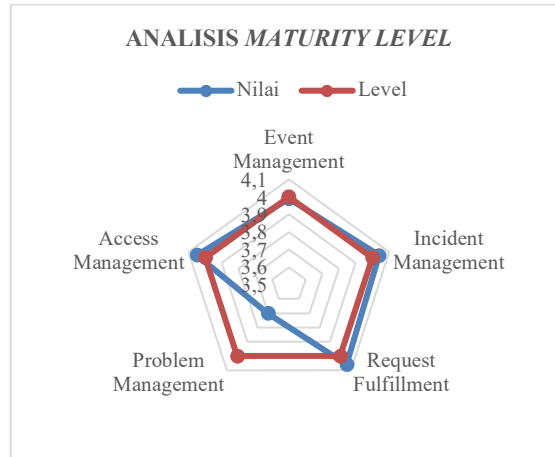 ANALISIS MATURITY LEVEL
Nilai
Level
Event
Management
4,1
4
3,9
3,8
3,7
3,6
3,5
Incident
Management
Request
Fulfillment
Problem
Management
Access
Management